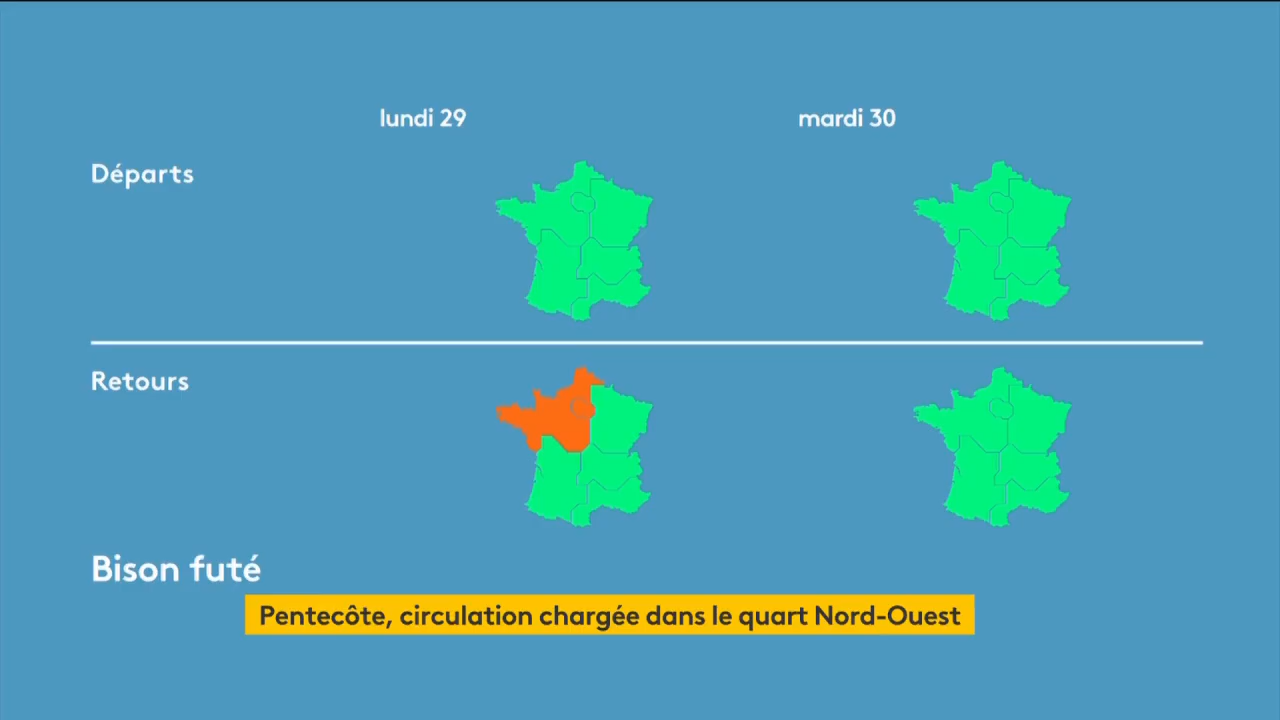 lundi 29
mardi 30
Départs
Retours
Bison futé
Pentecôte, circulation chargée dans le quart Nord-Ouest